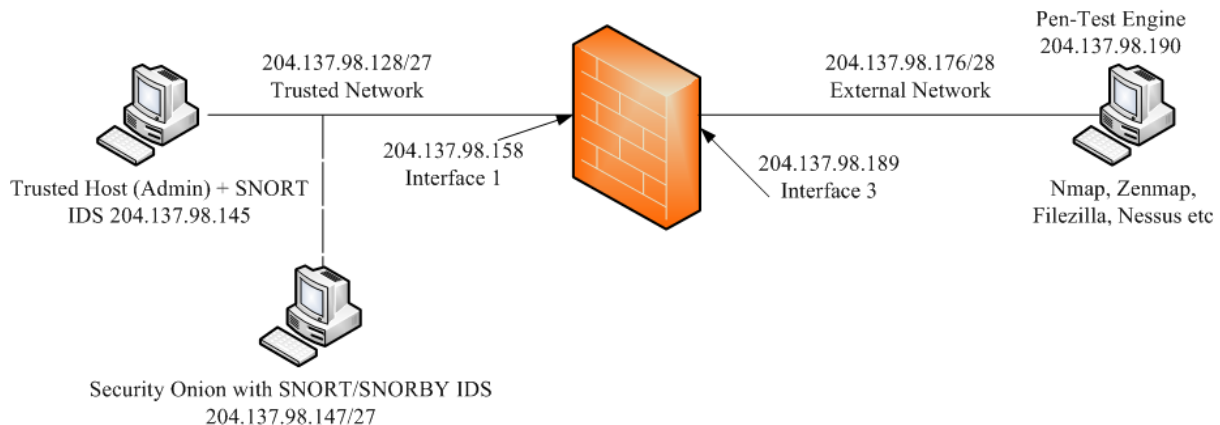 Pen-Test Engine
204.137.98.190
204.137.98.128/27
Trusted Network
204.137.98.176/28
External Network
204.137.98.158
Interface 1
204.137.98.189
Interface 3
Trusted Host (Admin) + SNORT
IDS 204.137.98.145
Nmap, Zenmap,
Filezilla, Nessus etc
Security Onion with SNORT/SNORBY IDS
204.137.98.147/27